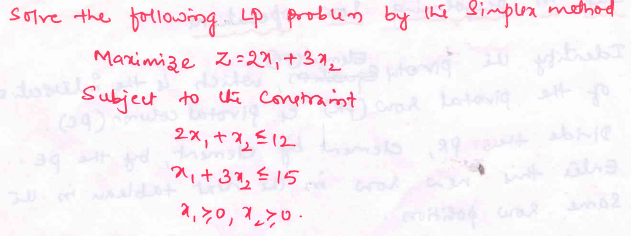 Solve the following LP problem by the Simplex method
Maximize Z = 2x₁ + 3x₂
Subject to the constraint
2x₁ + x₂ ≤ 12
x₁ + 3x₂ ≤ 15
x₁ ≥ 0, x₂ ≥ 0.